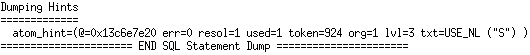 Dumping Hints
=============
  atom_hint=(@=0x13c6e7e20 err=0 resol=1 used=1 token=924 org=1 lvl=3 txt=USE_NL ("S") )
====================== END SQL Statement Dump ======================